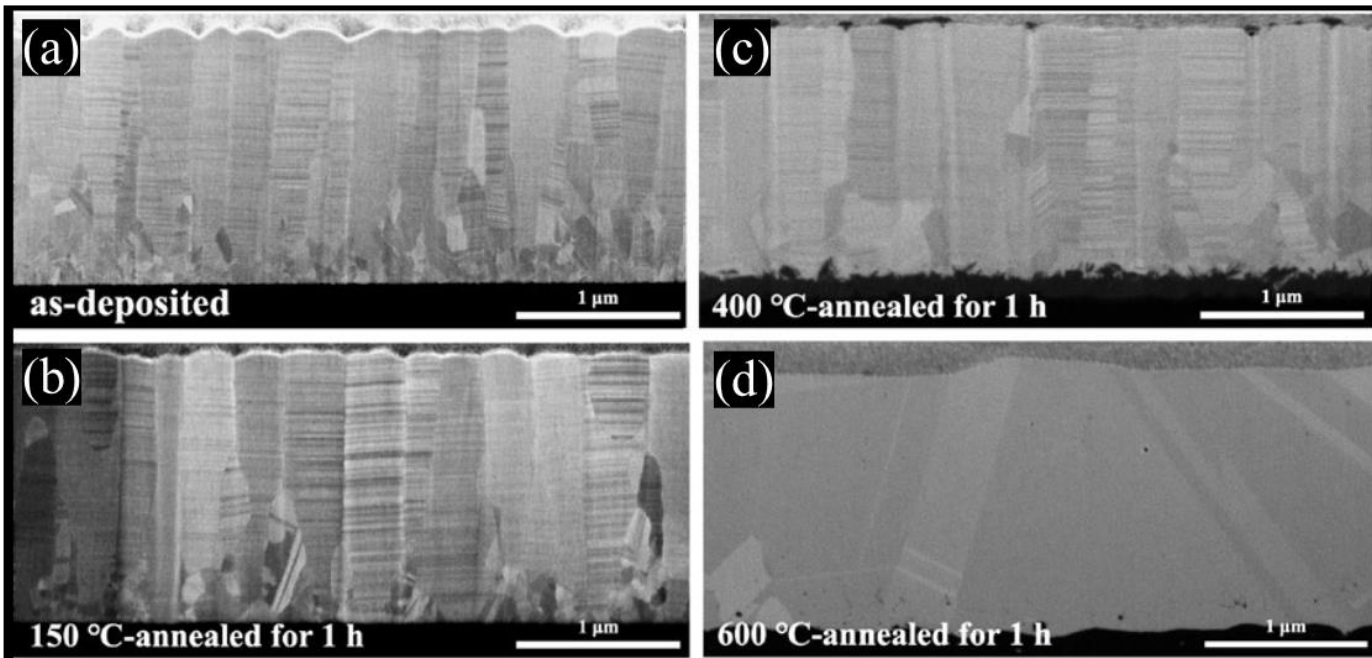 (a)
1 µm
as-deposited
(c)
1 µm
400 °C-annealed for 1 h
(b)
1 µm
150 °C-annealed for 1 h
(d)
1 µm
600 °C-annealed for 1 h